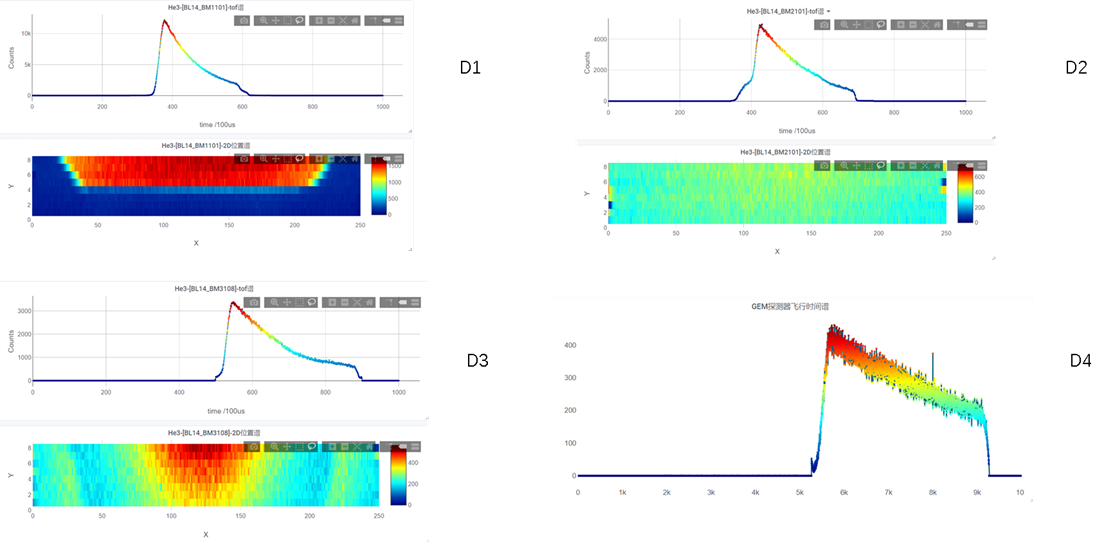 He3-[BL14_BM1101]-tof谱
Counts
10k
5k
0
0 200 400 600 800 1000
time /100us
D1
He3-[BL14_BM1101]-2D位置谱
Y
8
6
4
2
0
0 50 100 150 200 250
X
1500
1000
500
0
He3-[BL14_BM2101]-tof谱
Counts
4000
2000
0
0 200 400 600 800 1000
time /100us
D2
He3-[BL14_BM2101]-2D位置谱
Y
8
6
4
2
0
0 50 100 150 200 250
X
600
400
200
0
He3-[BL14_BM3108]-tof谱
Counts
3000
2000
1000
0
0 200 400 600 800 1000
time /100us
D3
He3-[BL14_BM3108]-2D位置谱
Y
8
6
4
2
0
0 50 100 150 200 250
X
400
200
0
GEM探测器飞行时间谱
400
300
200
100
0
0 1k 2k 3k 4k 5k 6k 7k 8k 9k 10
D4